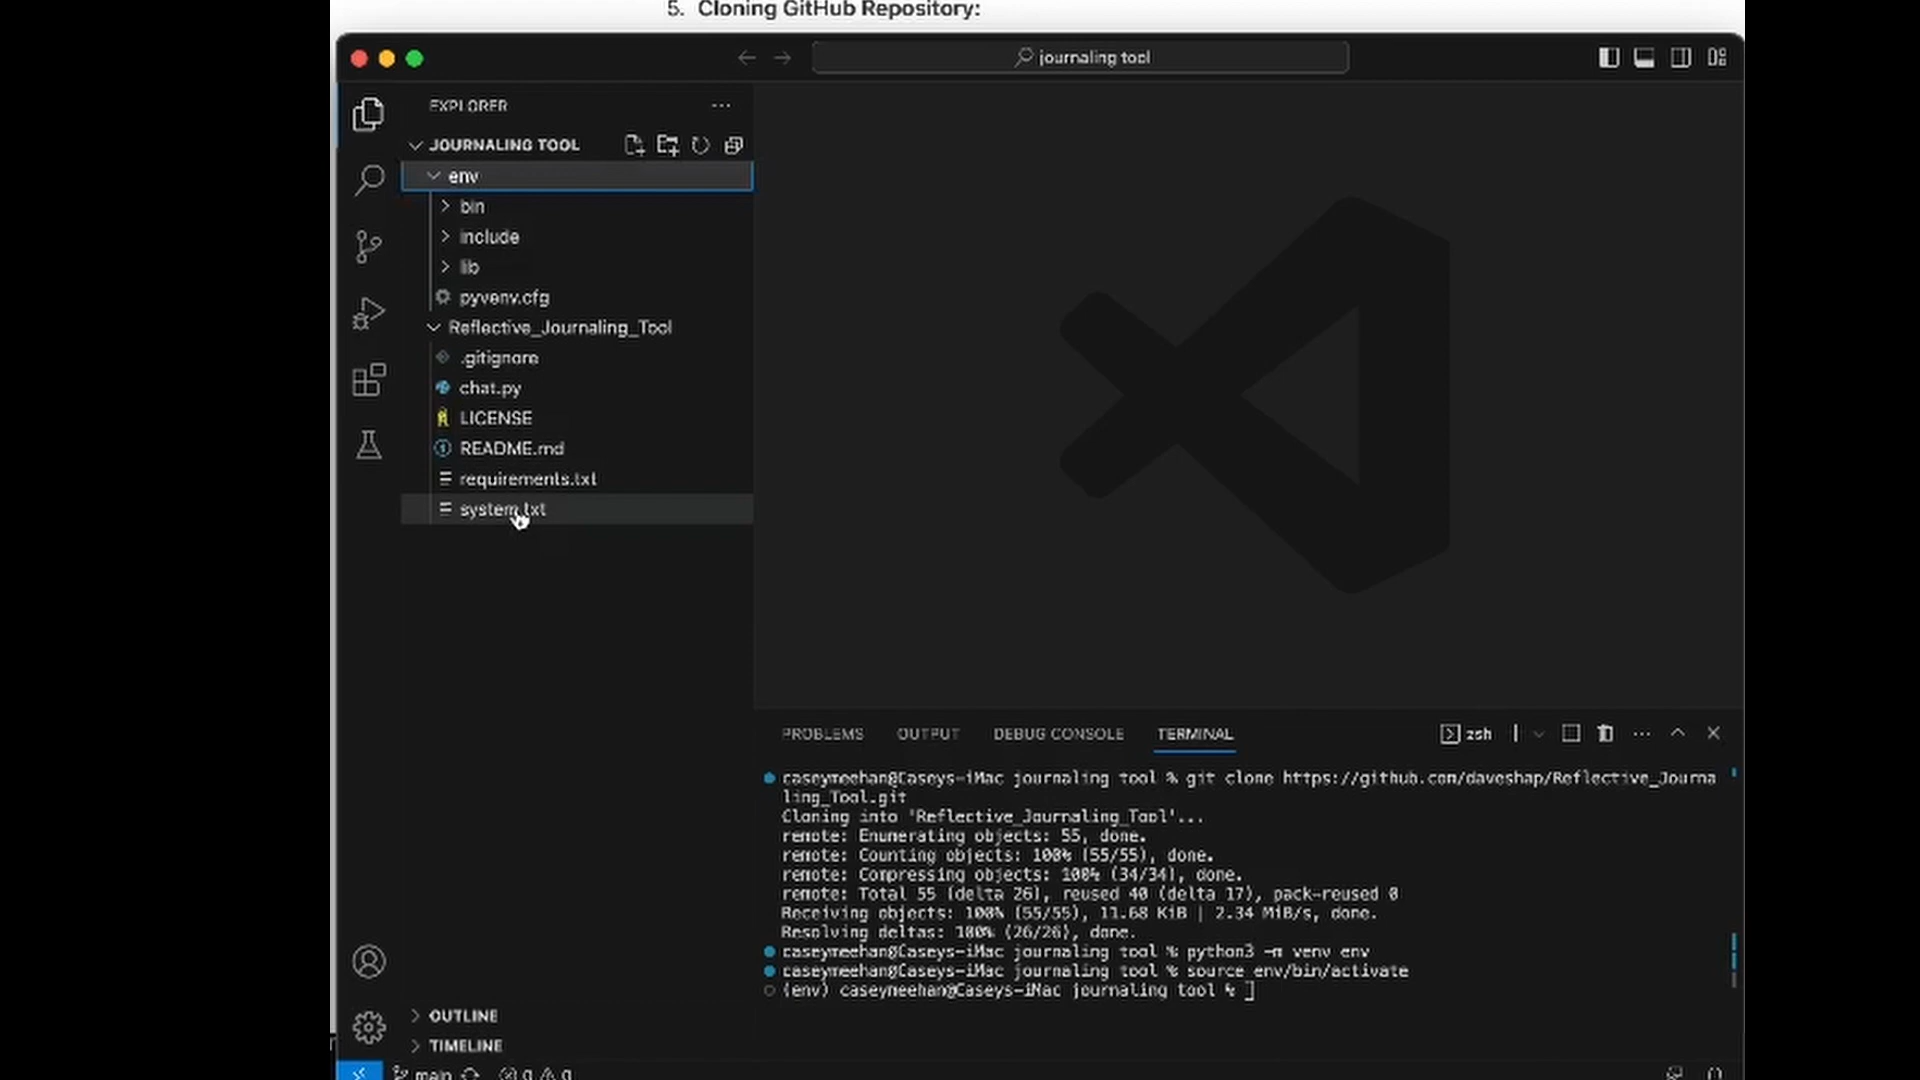 5. Cloning GitHub Repository:
journaling tool
EXPLORER
JOURNALING TOOL
env
bin
include
lib
pyvenv.cfg
Reflective_Journaling_Tool
.gitignore
chat.py
LICENSE
README.md
requirements.txt
system.txt
PROBLEMS OUTPUT DEBUG CONSOLE TERMINAL zsh
caseymeehan@Caseys-iMac journaling tool % git clone https://github.com/daveshap/Reflective_Journa
ling_Tool.git
Cloning into 'Reflective_Journaling_Tool'...
remote: Enumerating objects: 55, done.
remote: Counting objects: 100% (55/55), done.
remote: Compressing objects: 100% (34/34), done.
remote: Total 55 (delta 26), reused 40 (delta 17), pack-reused 0
Receiving objects: 100% (55/55), 11.68 KiB | 2.34 MiB/s, done.
Resolving deltas: 100% (26/26), done.
caseymeehan@Caseys-iMac journaling tool % python3 -m venv env
caseymeehan@Caseys-iMac journaling tool % source env/bin/activate
(env) caseymeehan@Caseys-iMac journaling tool %
OUTLINE
TIMELINE
main